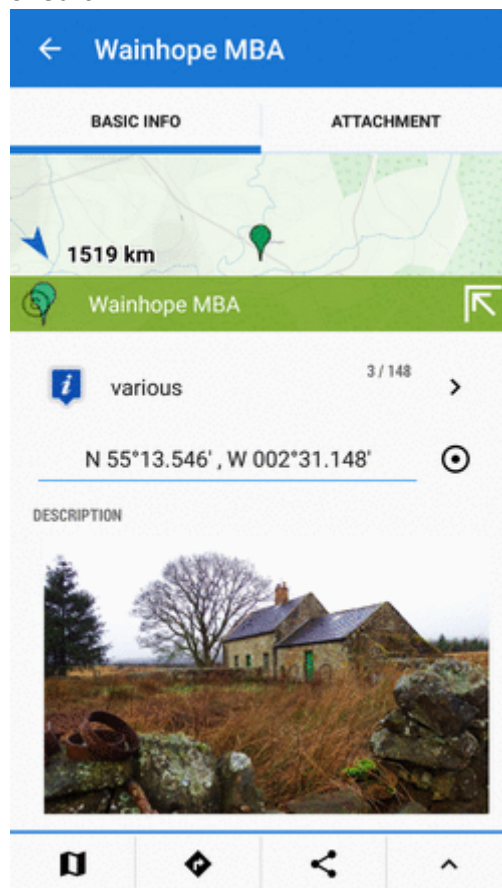 Wainhope MBA
BASIC INFO
ATTACHMENT
1519 km
Wainhope MBA
various
3 / 148
N 55°13.546' , W 002°31.148'
DESCRIPTION